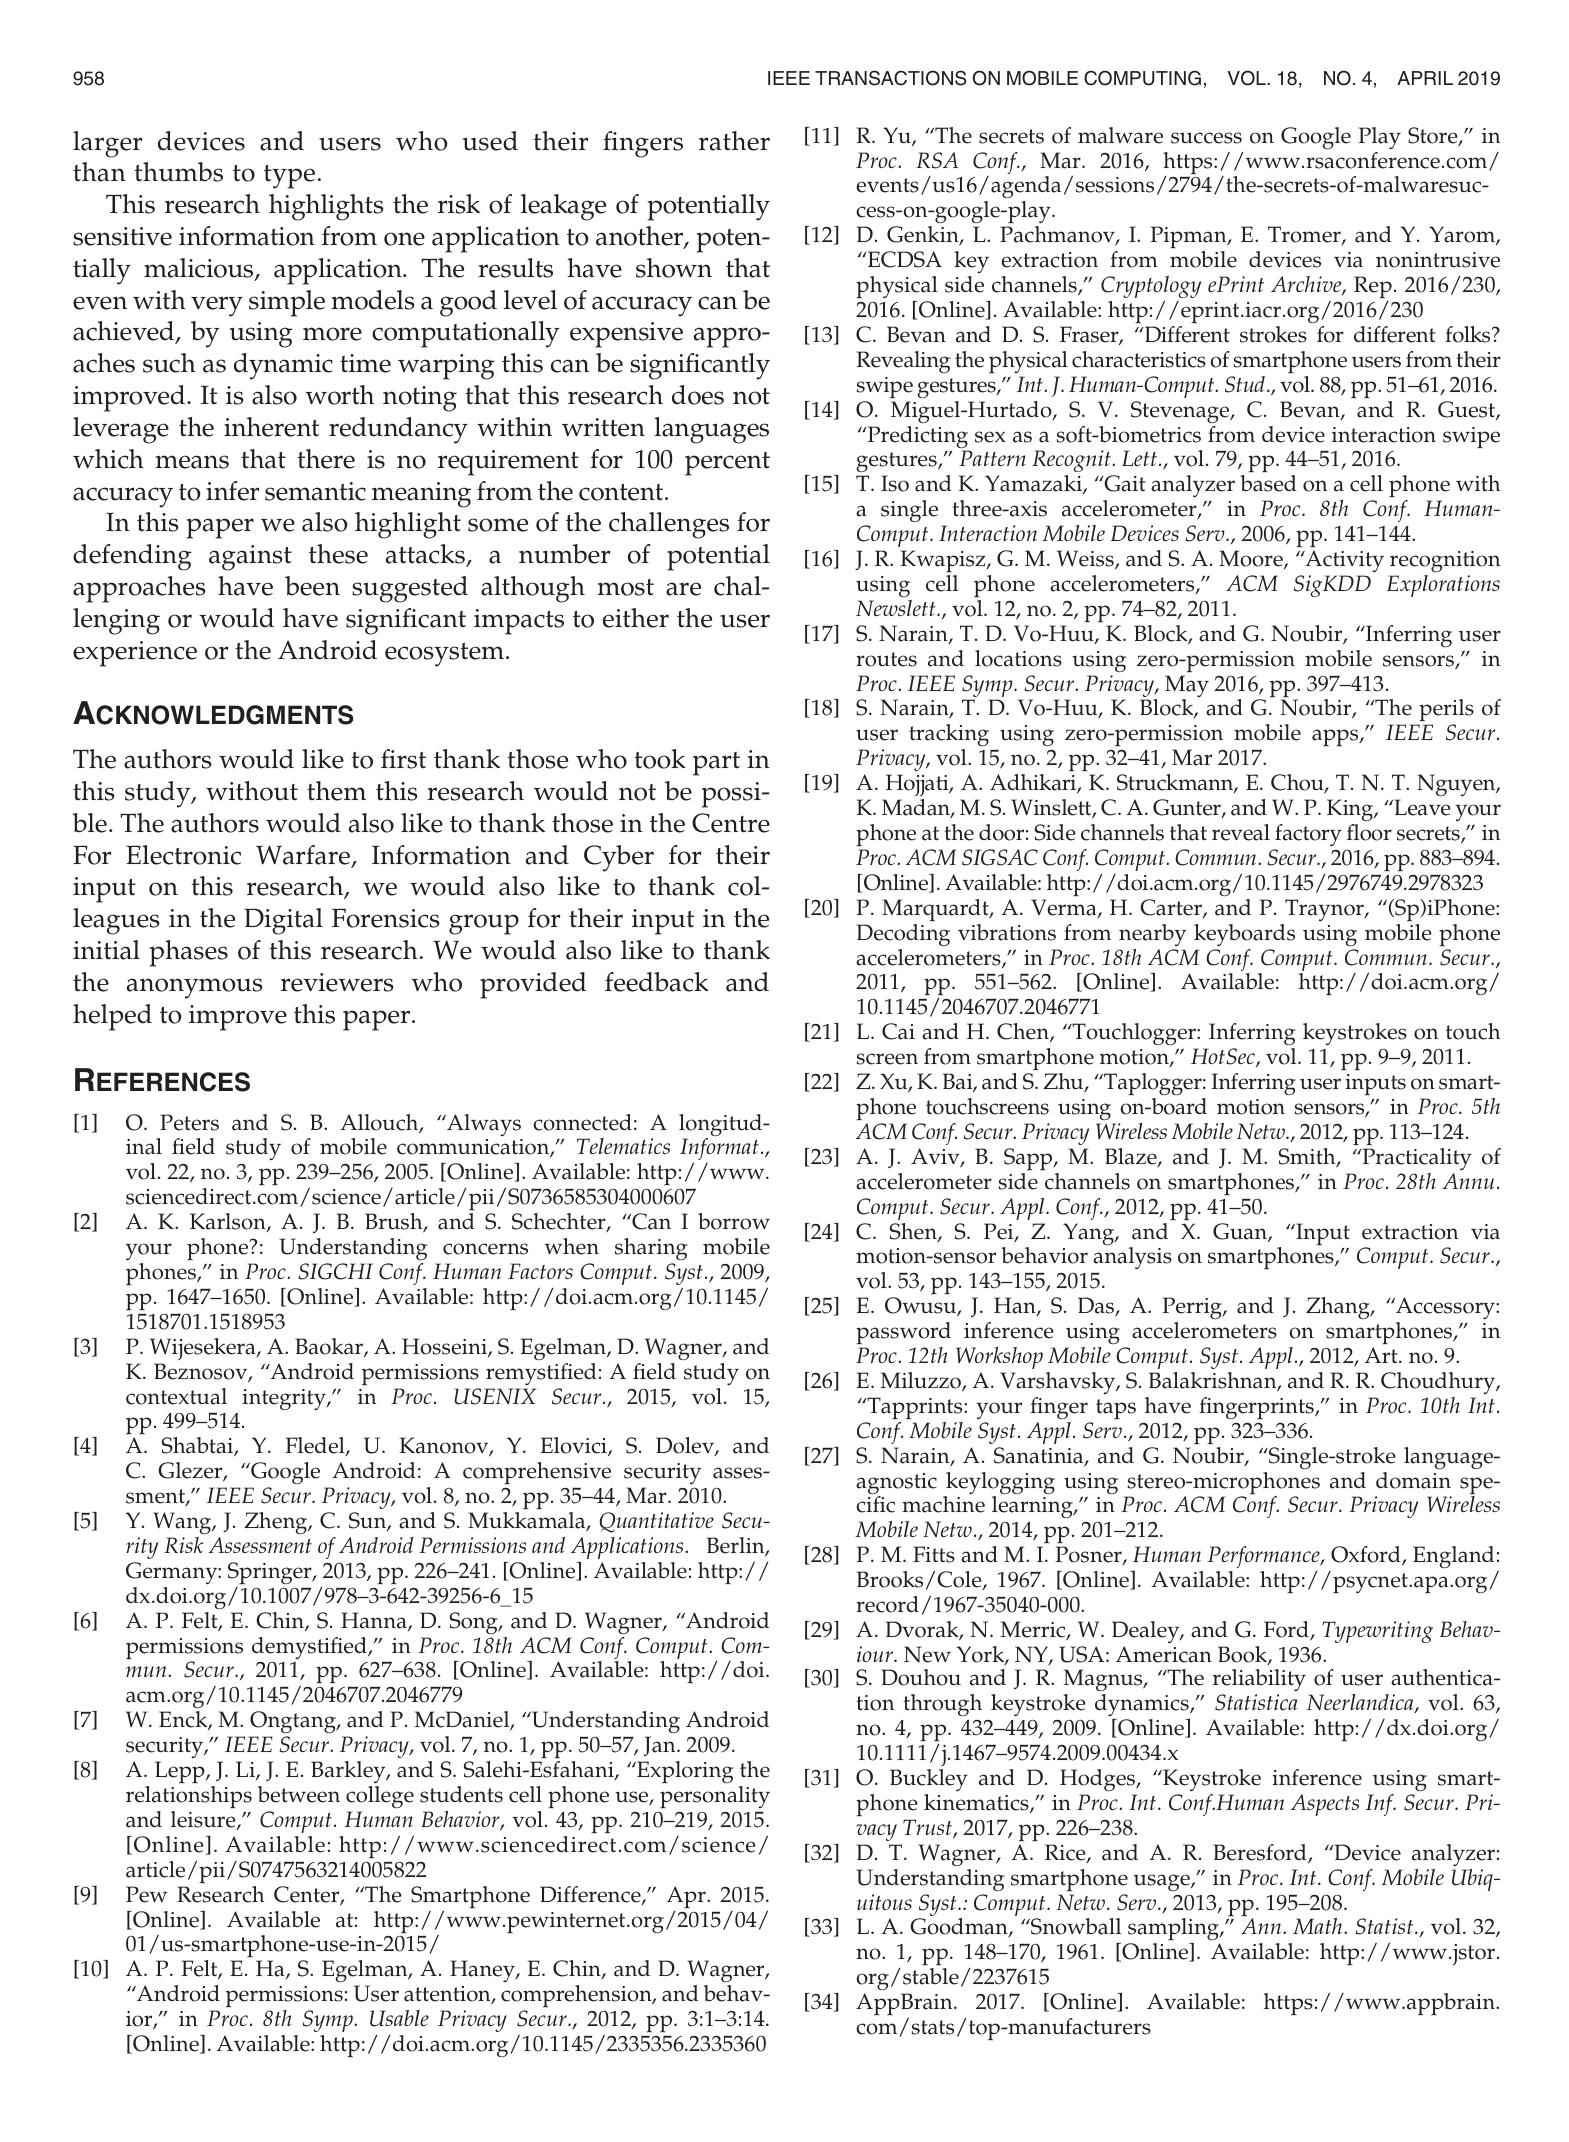 958
IEEE TRANSACTIONS ON MOBILE COMPUTING, VOL. 18, NO. 4, APRIL 2019
larger devices and users who used their fingers rather
than thumbs to type.
This research highlights the risk of leakage of potentially
sensitive information from one application to another, poten-
tially malicious, application. The results have shown that
even with very simple models a good level of accuracy can be
achieved, by using more computationally expensive appro-
aches such as dynamic time warping this can be significantly
improved. It is also worth noting that this research does not
leverage the inherent redundancy within written languages
which means that there is no requirement for 100 percent
accuracy to infer semantic meaning from the content.
In this paper we also highlight some of the challenges for
defending against these attacks, a number of potential
approaches have been suggested although most are chal-
lenging or would have significant impacts to either the user
experience or the Android ecosystem.
ACKNOWLEDGMENTS
The authors would like to first thank those who took part in
this study, without them this research would not be possi-
ble. The authors would also like to thank those in the Centre
For Electronic Warfare, Information and Cyber for their
input on this research, we would also like to thank col-
leagues in the Digital Forensics group for their input in the
initial phases of this research. We would also like to thank
the anonymous reviewers who provided feedback and
helped to improve this paper.
REFERENCES
[1] O. Peters and S. B. Allouch, “Always connected: A longitud-
inal field study of mobile communication,” Telematics Informat.,
vol. 22, no. 3, pp. 239–256, 2005. [Online]. Available: http://www.
sciencedirect.com/science/article/pii/S0736585304000607
[2] A. K. Karlson, A. J. B. Brush, and S. Schechter, “Can I borrow
your phone?: Understanding concerns when sharing mobile
phones,” in Proc. SIGCHI Conf. Human Factors Comput. Syst., 2009,
pp. 1647–1650. [Online]. Available: http://doi.acm.org/10.1145/
1518701.1518953
[3] P. Wijesekera, A. Baokar, A. Hosseini, S. Egelman, D. Wagner, and
K. Beznosov, “Android permissions remystified: A field study on
contextual integrity,” in Proc. USENIX Secur., 2015, vol. 15,
pp. 499–514.
[4] A. Shabtai, Y. Fledel, U. Kanonov, Y. Elovici, S. Dolev, and
C. Glezer, “Google Android: A comprehensive security asses-
sment,” IEEE Secur. Privacy, vol. 8, no. 2, pp. 35–44, Mar. 2010.
[5] Y. Wang, J. Zheng, C. Sun, and S. Mukkamala, Quantitative Secu-
rity Risk Assessment of Android Permissions and Applications. Berlin,
Germany: Springer, 2013, pp. 226–241. [Online]. Available: http://
dx.doi.org/10.1007/978–3-642-39256-6_15
[6] A. P. Felt, E. Chin, S. Hanna, D. Song, and D. Wagner, “Android
permissions demystified,” in Proc. 18th ACM Conf. Comput. Com-
mun. Secur., 2011, pp. 627–638. [Online]. Available: http://doi.
acm.org/10.1145/2046707.2046779
[7] W. Enck, M. Ongtang, and P. McDaniel, “Understanding Android
security,” IEEE Secur. Privacy, vol. 7, no. 1, pp. 50–57, Jan. 2009.
[8] A. Lepp, J. Li, J. E. Barkley, and S. Salehi-Esfahani, “Exploring the
relationships between college students cell phone use, personality
and leisure,” Comput. Human Behavior, vol. 43, pp. 210–219, 2015.
[Online]. Available: http://www.sciencedirect.com/science/
article/pii/S0747563214005822
[9] Pew Research Center, “The Smartphone Difference,” Apr. 2015.
[Online]. Available at: http://www.pewinternet.org/2015/04/
01/us-smartphone-use-in-2015/
[10] A. P. Felt, E. Ha, S. Egelman, A. Haney, E. Chin, and D. Wagner,
“Android permissions: User attention, comprehension, and behav-
ior,” in Proc. 8th Symp. Usable Privacy Secur., 2012, pp. 3:1–3:14.
[Online]. Available: http://doi.acm.org/10.1145/2335356.2335360
[11] R. Yu, “The secrets of malware success on Google Play Store,” in
Proc. RSA Conf., Mar. 2016, https://www.rsaconference.com/
events/us16/agenda/sessions/2794/the-secrets-of-malwaresuc-
cess-on-google-play.
[12] D. Genkin, L. Pachmanov, I. Pipman, E. Tromer, and Y. Yarom,
“ECDSA key extraction from mobile devices via nonintrusive
physical side channels,” Cryptology ePrint Archive, Rep. 2016/230,
2016. [Online]. Available: http://eprint.iacr.org/2016/230
[13] C. Bevan and D. S. Fraser, “Different strokes for different folks?
Revealing the physical characteristics of smartphone users from their
swipe gestures,” Int. J. Human-Comput. Stud., vol. 88, pp. 51–61, 2016.
[14] O. Miguel-Hurtado, S. V. Stevenage, C. Bevan, and R. Guest,
“Predicting sex as a soft-biometrics from device interaction swipe
gestures,” Pattern Recognit. Lett., vol. 79, pp. 44–51, 2016.
[15] T. Iso and K. Yamazaki, “Gait analyzer based on a cell phone with
a single three-axis accelerometer,” in Proc. 8th Conf. Human-
Comput. Interaction Mobile Devices Serv., 2006, pp. 141–144.
[16] J. R. Kwapisz, G. M. Weiss, and S. A. Moore, “Activity recognition
using cell phone accelerometers,” ACM SigKDD Explorations
Newslett., vol. 12, no. 2, pp. 74–82, 2011.
[17] S. Narain, T. D. Vo-Huu, K. Block, and G. Noubir, “Inferring user
routes and locations using zero-permission mobile sensors,” in
Proc. IEEE Symp. Secur. Privacy, May 2016, pp. 397–413.
[18] S. Narain, T. D. Vo-Huu, K. Block, and G. Noubir, “The perils of
user tracking using zero-permission mobile apps,” IEEE Secur.
Privacy, vol. 15, no. 2, pp. 32–41, Mar 2017.
[19] A. Hojjati, A. Adhikari, K. Struckmann, E. Chou, T. N. T. Nguyen,
K. Madan, M. S. Winslett, C. A. Gunter, and W. P. King, “Leave your
phone at the door: Side channels that reveal factory floor secrets,” in
Proc. ACM SIGSAC Conf. Comput. Commun. Secur., 2016, pp. 883–894.
[Online]. Available: http://doi.acm.org/10.1145/2976749.2978323
[20] P. Marquardt, A. Verma, H. Carter, and P. Traynor, “(Sp)iPhone:
Decoding vibrations from nearby keyboards using mobile phone
accelerometers,” in Proc. 18th ACM Conf. Comput. Commun. Secur.,
2011, pp. 551–562. [Online]. Available: http://doi.acm.org/
10.1145/2046707.2046771
[21] L. Cai and H. Chen, “Touchlogger: Inferring keystrokes on touch
screen from smartphone motion,” HotSec, vol. 11, pp. 9–9, 2011.
[22] Z. Xu, K. Bai, and S. Zhu, “Taplogger: Inferring user inputs on smart-
phone touchscreens using on-board motion sensors,” in Proc. 5th
ACM Conf. Secur. Privacy Wireless Mobile Netw., 2012, pp. 113–124.
[23] A. J. Aviv, B. Sapp, M. Blaze, and J. M. Smith, “Practicality of
accelerometer side channels on smartphones,” in Proc. 28th Annu.
Comput. Secur. Appl. Conf., 2012, pp. 41–50.
[24] C. Shen, S. Pei, Z. Yang, and X. Guan, “Input extraction via
motion-sensor behavior analysis on smartphones,” Comput. Secur.,
vol. 53, pp. 143–155, 2015.
[25] E. Owusu, J. Han, S. Das, A. Perrig, and J. Zhang, “Accessory:
password inference using accelerometers on smartphones,” in
Proc. 12th Workshop Mobile Comput. Syst. Appl., 2012, Art. no. 9.
[26] E. Miluzzo, A. Varshavsky, S. Balakrishnan, and R. R. Choudhury,
“Tapprints: your finger taps have fingerprints,” in Proc. 10th Int.
Conf. Mobile Syst. Appl. Serv., 2012, pp. 323–336.
[27] S. Narain, A. Sanatinia, and G. Noubir, “Single-stroke language-
agnostic keylogging using stereo-microphones and domain spe-
cific machine learning,” in Proc. ACM Conf. Secur. Privacy Wireless
Mobile Netw., 2014, pp. 201–212.
[28] P. M. Fitts and M. I. Posner, Human Performance, Oxford, England:
Brooks/Cole, 1967. [Online]. Available: http://psycnet.apa.org/
record/1967-35040-000.
[29] A. Dvorak, N. Merric, W. Dealey, and G. Ford, Typewriting Behav-
iour. New York, NY, USA: American Book, 1936.
[30] S. Douhou and J. R. Magnus, “The reliability of user authentica-
tion through keystroke dynamics,” Statistica Neerlandica, vol. 63,
no. 4, pp. 432–449, 2009. [Online]. Available: http://dx.doi.org/
10.1111/j.1467–9574.2009.00434.x
[31] O. Buckley and D. Hodges, “Keystroke inference using smart-
phone kinematics,” in Proc. Int. Conf.Human Aspects Inf. Secur. Pri-
vacy Trust, 2017, pp. 226–238.
[32] D. T. Wagner, A. Rice, and A. R. Beresford, “Device analyzer:
Understanding smartphone usage,” in Proc. Int. Conf. Mobile Ubiq-
uitous Syst.: Comput. Netw. Serv., 2013, pp. 195–208.
[33] L. A. Goodman, “Snowball sampling,” Ann. Math. Statist., vol. 32,
no. 1, pp. 148–170, 1961. [Online]. Available: http://www.jstor.
org/stable/2237615
[34] AppBrain. 2017. [Online]. Available: https://www.appbrain.
com/stats/top-manufacturers